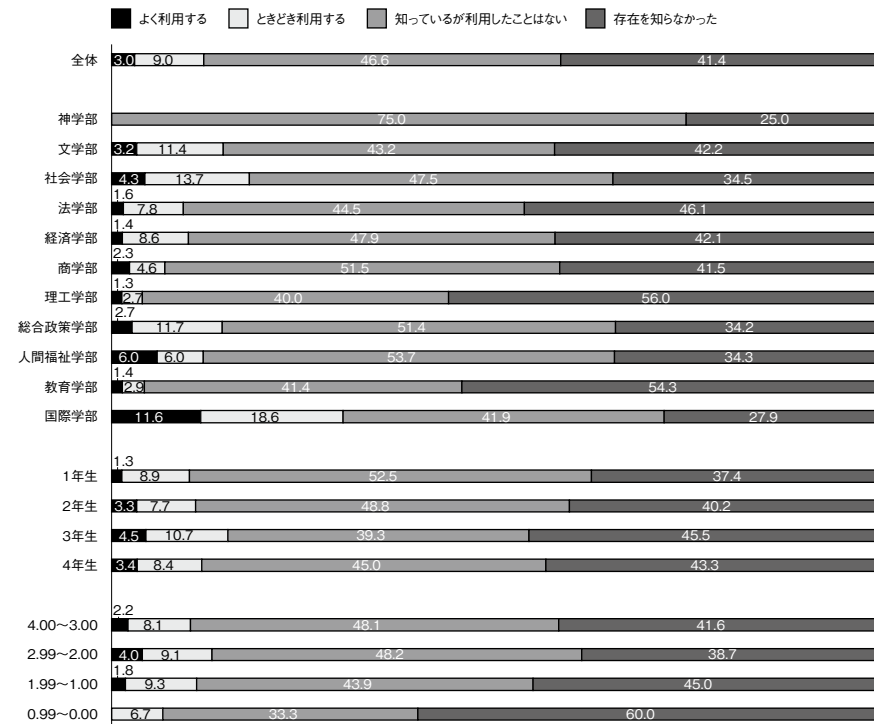 よく利用する ときどき利用する 知っているが利用したことはない 存在を知らなかった
全体 3.0 9.0 46.6 41.4
神学部 75.0 25.0
文学部 3.2 11.4 43.2 42.2
社会学部 4.3 13.7 47.5 34.5
1.6
法学部 7.8 44.5 46.1
1.4
経済学部 8.6 47.9 42.1
2.3
商学部 4.6 51.5 41.5
1.3
理工学部 2.7 40.0 56.0
2.7
総合政策学部 11.7 51.4 34.2
人間福祉学部 6.0 6.0 53.7 34.3
1.4
教育学部 2.9 41.4 54.3
国際学部 11.6 18.6 41.9 27.9
1.3
1年生 8.9 52.5 37.4
2年生 3.3 7.7 48.8 40.2
3年生 4.5 10.7 39.3 45.5
4年生 3.4 8.4 45.0 43.3
2.2
4.00〜3.00 8.1 48.1 41.6
2.99〜2.00 4.0 9.1 48.2 38.7
1.8
1.99〜1.00 9.3 43.9 45.0
0.99〜0.00 6.7 33.3 60.0